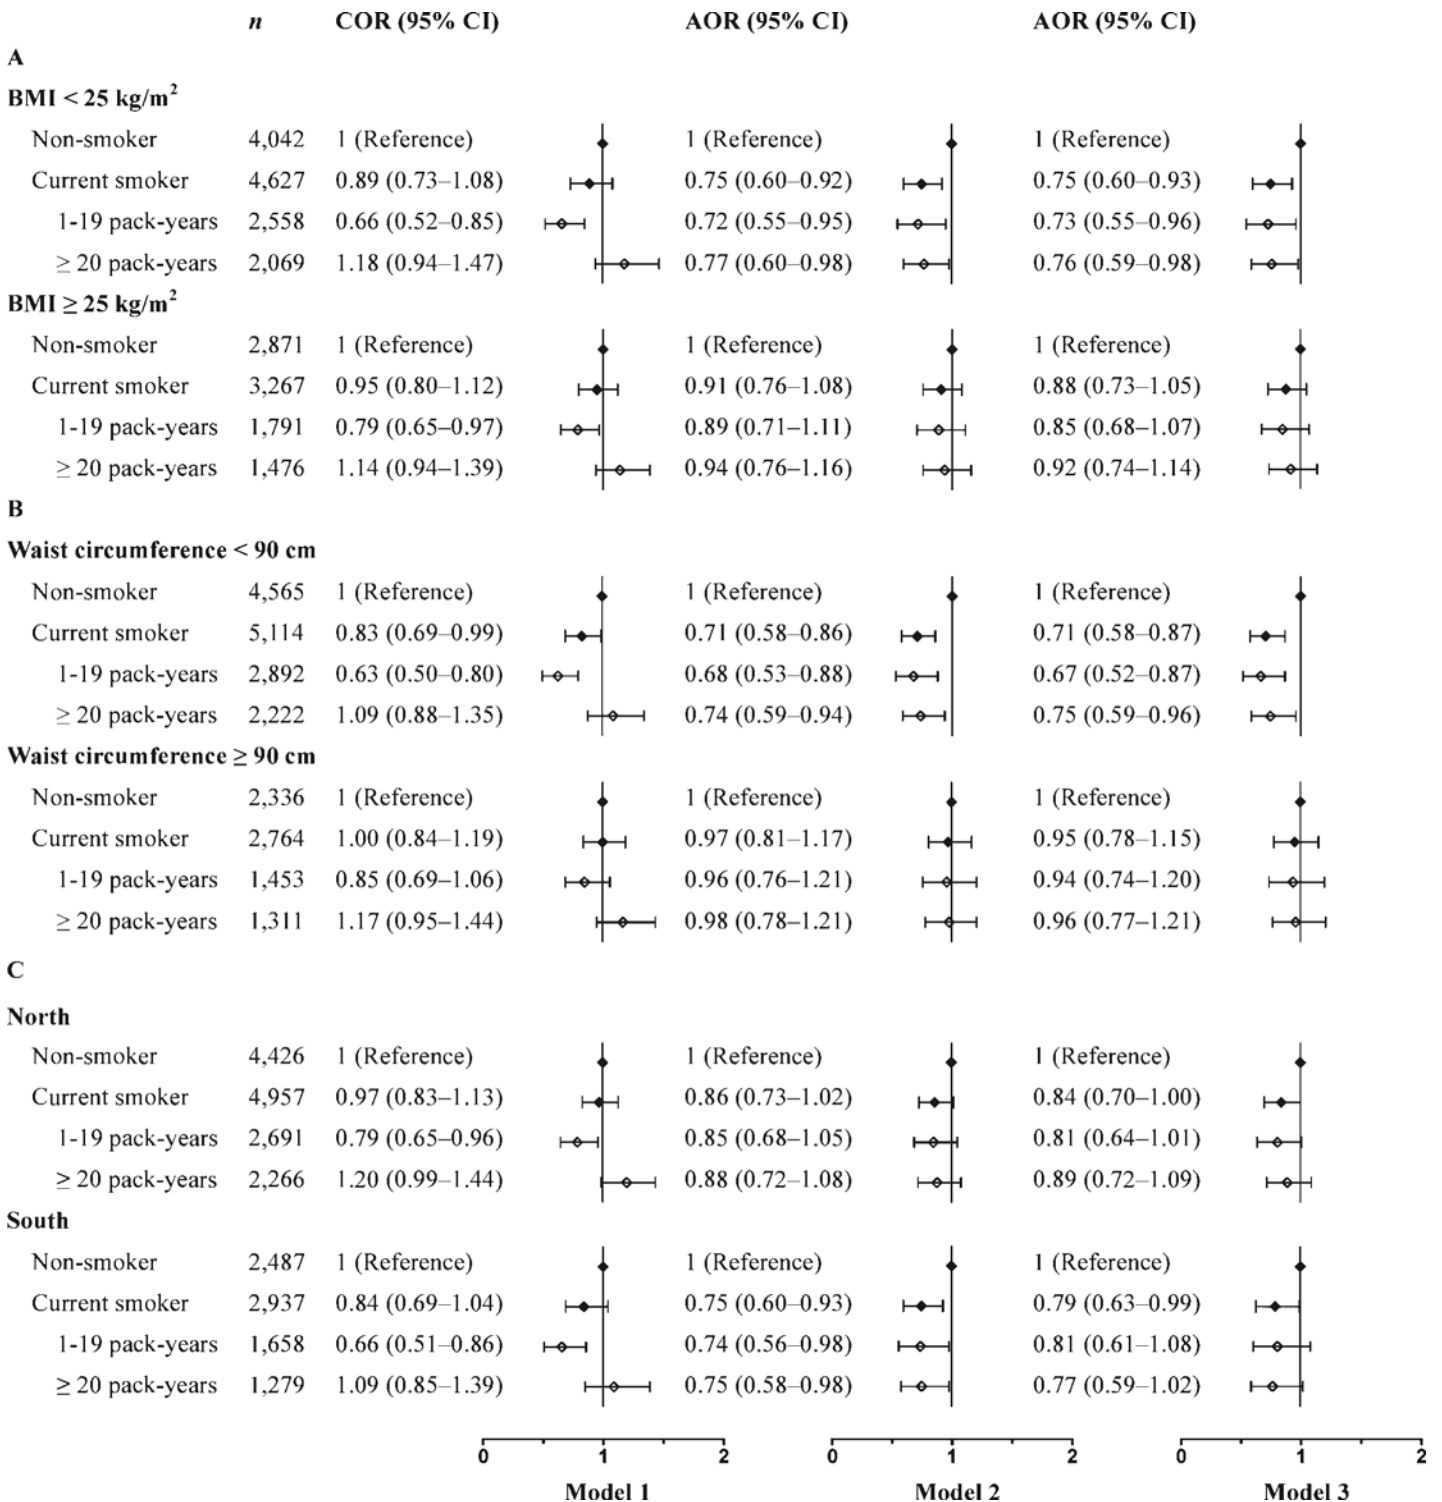 n COR (95% CI) AOR (95% CI) AOR (95% CI)
A
BMI < 25 kg/m²
Non-smoker 4,042 1 (Reference) 1 (Reference) 1 (Reference)
Current smoker 4,627 0.89 (0.73–1.08) 0.75 (0.60–0.92) 0.75 (0.60–0.93)
1-19 pack-years 2,558 0.66 (0.52–0.85) 0.72 (0.55–0.95) 0.73 (0.55–0.96)
≥ 20 pack-years 2,069 1.18 (0.94–1.47) 0.77 (0.60–0.98) 0.76 (0.59–0.98)
BMI ≥ 25 kg/m²
Non-smoker 2,871 1 (Reference) 1 (Reference) 1 (Reference)
Current smoker 3,267 0.95 (0.80–1.12) 0.91 (0.76–1.08) 0.88 (0.73–1.05)
1-19 pack-years 1,791 0.79 (0.65–0.97) 0.89 (0.71–1.11) 0.85 (0.68–1.07)
≥ 20 pack-years 1,476 1.14 (0.94–1.39) 0.94 (0.76–1.16) 0.92 (0.74–1.14)
B
Waist circumference < 90 cm
Non-smoker 4,565 1 (Reference) 1 (Reference) 1 (Reference)
Current smoker 5,114 0.83 (0.69–0.99) 0.71 (0.58–0.86) 0.71 (0.58–0.87)
1-19 pack-years 2,892 0.63 (0.50–0.80) 0.68 (0.53–0.88) 0.67 (0.52–0.87)
≥ 20 pack-years 2,222 1.09 (0.88–1.35) 0.74 (0.59–0.94) 0.75 (0.59–0.96)
Waist circumference ≥ 90 cm
Non-smoker 2,336 1 (Reference) 1 (Reference) 1 (Reference)
Current smoker 2,764 1.00 (0.84–1.19) 0.97 (0.81–1.17) 0.95 (0.78–1.15)
1-19 pack-years 1,453 0.85 (0.69–1.06) 0.96 (0.76–1.21) 0.94 (0.74–1.20)
≥ 20 pack-years 1,311 1.17 (0.95–1.44) 0.98 (0.78–1.21) 0.96 (0.77–1.21)
C
North
Non-smoker 4,426 1 (Reference) 1 (Reference) 1 (Reference)
Current smoker 4,957 0.97 (0.83–1.13) 0.86 (0.73–1.02) 0.84 (0.70–1.00)
1-19 pack-years 2,691 0.79 (0.65–0.96) 0.85 (0.68–1.05) 0.81 (0.64–1.01)
≥ 20 pack-years 2,266 1.20 (0.99–1.44) 0.88 (0.72–1.08) 0.89 (0.72–1.09)
South
Non-smoker 2,487 1 (Reference) 1 (Reference) 1 (Reference)
Current smoker 2,937 0.84 (0.69–1.04) 0.75 (0.60–0.93) 0.79 (0.63–0.99)
1-19 pack-years 1,658 0.66 (0.51–0.86) 0.74 (0.56–0.98) 0.81 (0.61–1.08)
≥ 20 pack-years 1,279 1.09 (0.85–1.39) 0.75 (0.58–0.98) 0.77 (0.59–1.02)
0 1 2 0 1 2 0 1 2
Model 1 Model 2 Model 3